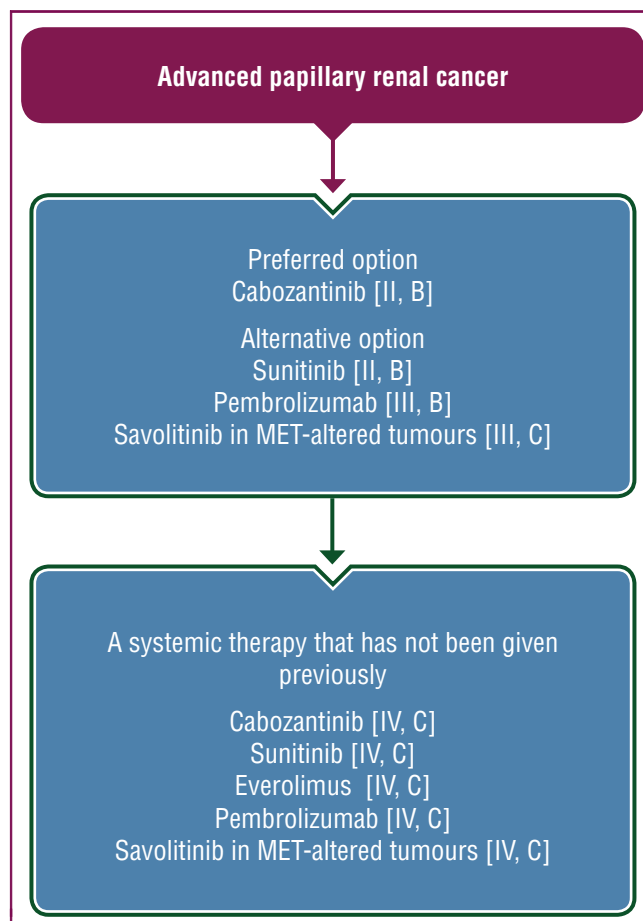 Advanced papillary renal cancer
Preferred option
Cabozantinib [II, B]
Alternative option
Sunitinib [II, B]
Pembrolizumab [III, B]
Savolitinib in MET-altered tumours [III, C]
A systemic therapy that has not been given
previously
Cabozantinib [IV, C]
Sunitinib [IV, C]
Everolimus [IV, C]
Pembrolizumab [IV, C]
Savolitinib in MET-altered tumours [IV, C]